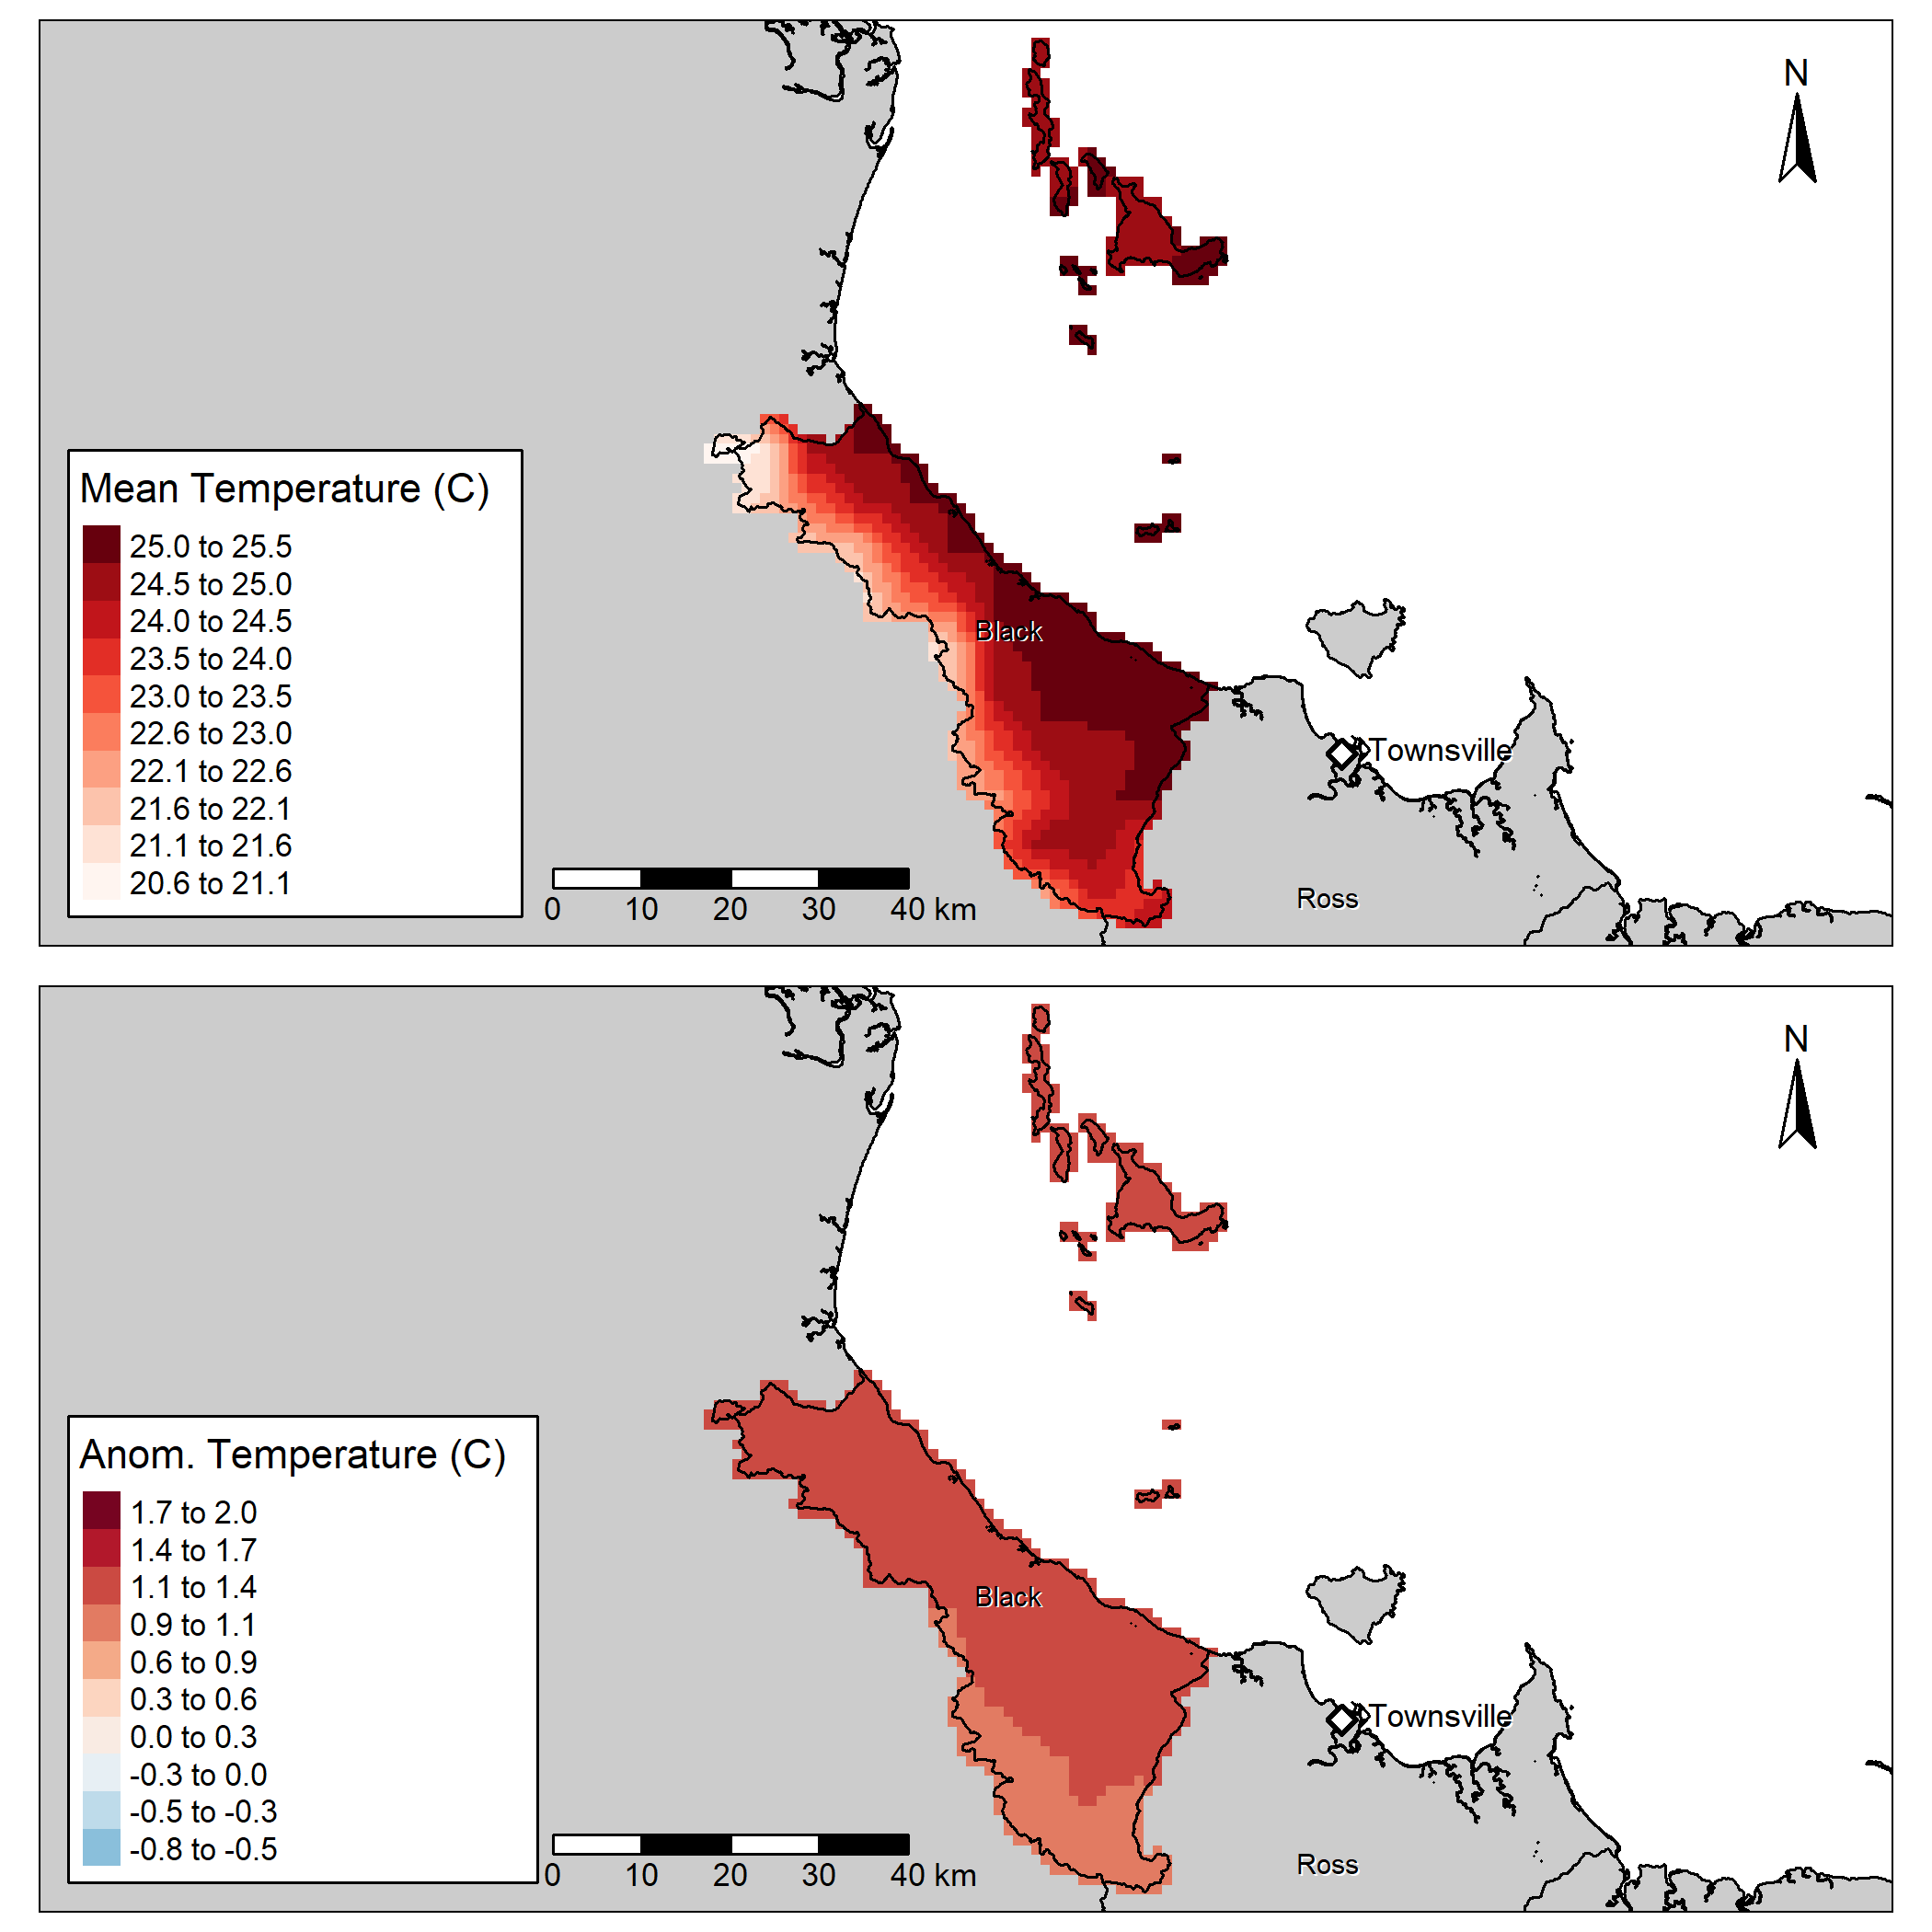 N
Mean Temperature (C)
25.0 to 25.5
24.5 to 25.0
24.0 to 24.5
23.5 to 24.0
23.0 to 23.5
22.6 to 23.0
22.1 to 22.6
21.6 to 22.1
21.1 to 21.6
20.6 to 21.1
Black
Townsville
Ross
0 10 20 30 40 km
N
Anom. Temperature (C)
1.7 to 2.0
1.4 to 1.7
1.1 to 1.4
0.9 to 1.1
0.6 to 0.9
0.3 to 0.6
0.0 to 0.3
-0.3 to 0.0
-0.5 to -0.3
-0.8 to -0.5
Black
Townsville
Ross
0 10 20 30 40 km